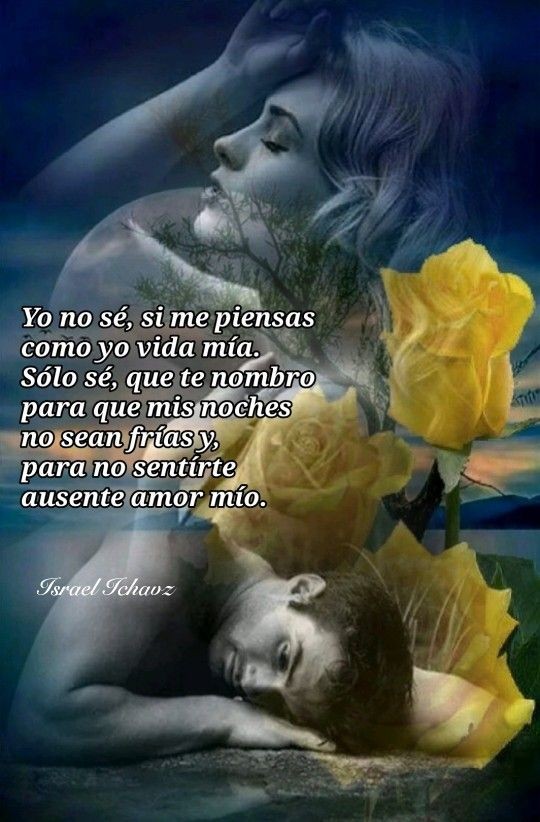 Yo no sé, si me piensas
como yo vida mía.
Sólo sé, que te nombro
para que mis noches
no sean frías y,
para no sentírte
ausente amor mío.
Israel Ichavz